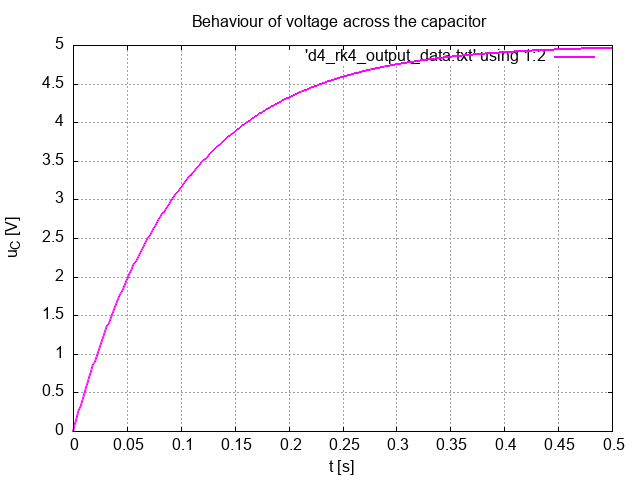 Behaviour of voltage across the capacitor
'd4_rk4_output_data.txt' using 1:2
5
4.5
4
3.5
3
2.5
2
1.5
1
0.5
0
uC [V]
0 0.05 0.1 0.15 0.2 0.25 0.3 0.35 0.4 0.45 0.5
t [s]